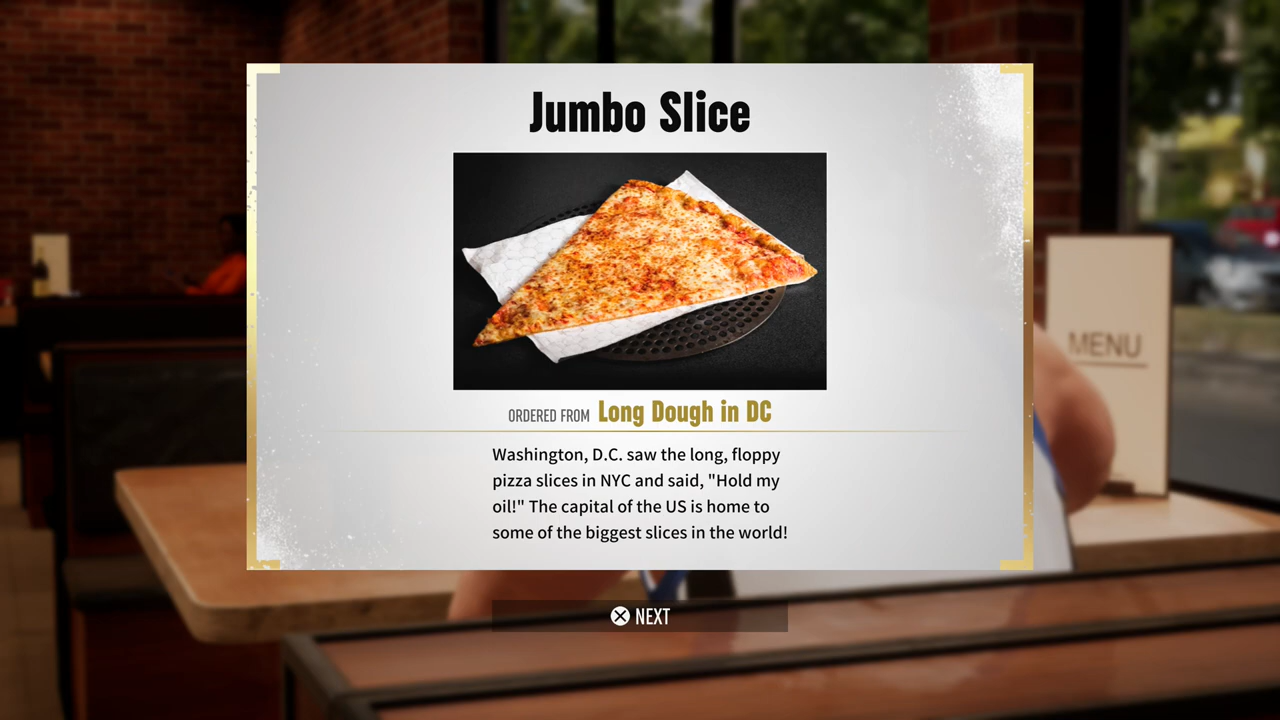 Jumbo Slice
ORDERED FROM Long Dough in DC
Washington, D.C. saw the long, floppy
pizza slices in NYC and said, "Hold my
oil!" The capital of the US is home to
some of the biggest slices in the world!
MENU
NEXT